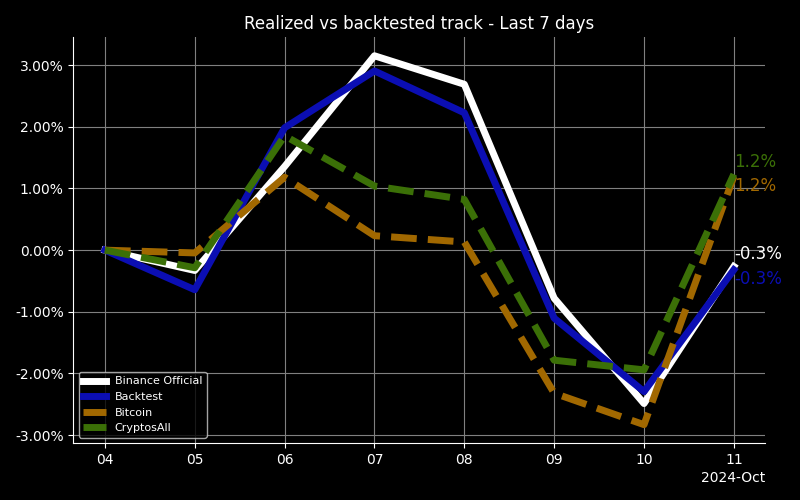 Realized vs backtested track - Last 7 days
3.00%
2.00%
1.00%
0.00%
-1.00%
-2.00%
-3.00%
1.2%
1.2%
-0.3%
-0.3%
Binance Official
Backtest
Bitcoin
CryptosAll
04 05 06 07 08 09 10 11
2024-Oct